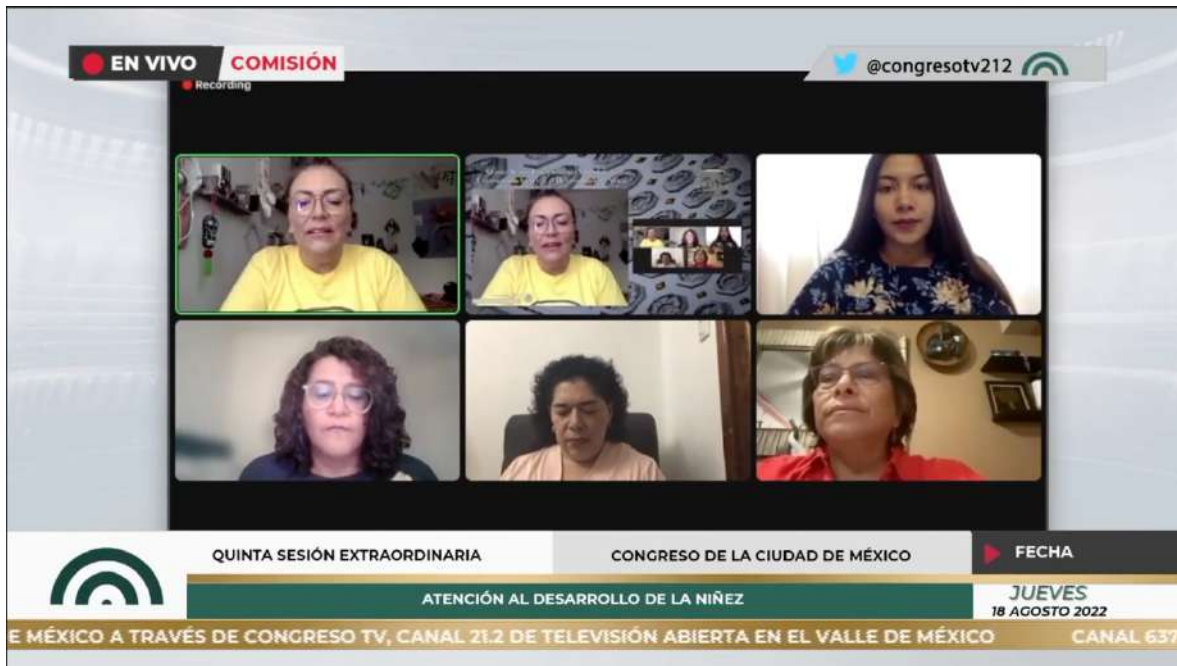 EN VIVO COMISIÓN
@congresotv212
Recording
QUINTA SESIÓN EXTRAORDINARIA
CONGRESO DE LA CIUDAD DE MÉXICO
FECHA
ATENCIÓN AL DESARROLLO DE LA NIÑEZ
JUEVES
18 AGOSTO 2022
E MÉXICO A TRAVÉS DE CONGRESO TV, CANAL 21.2 DE TELEVISIÓN ABIERTA EN EL VALLE DE MÉXICO CANAL 637